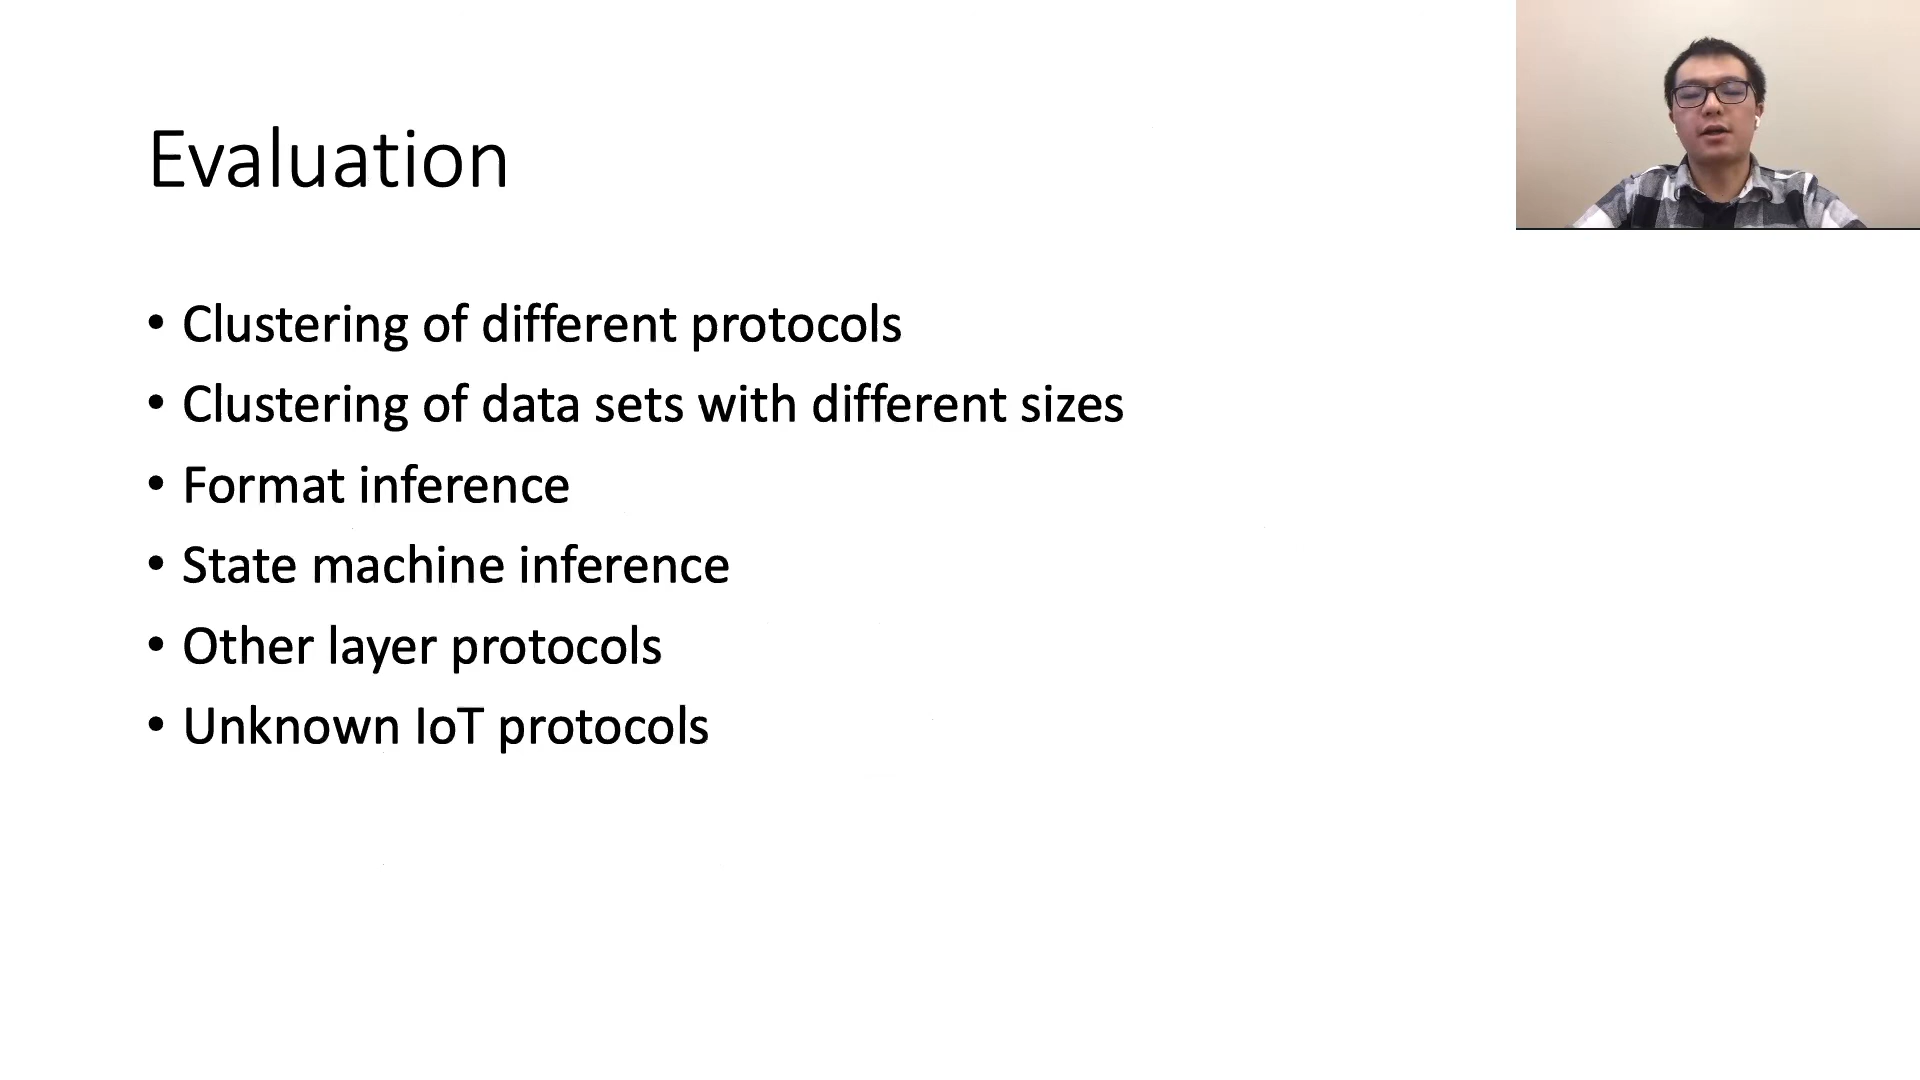 Evaluation
• Clustering of different protocols
• Clustering of data sets with different sizes
• Format inference
• State machine inference
• Other layer protocols
• Unknown IoT protocols